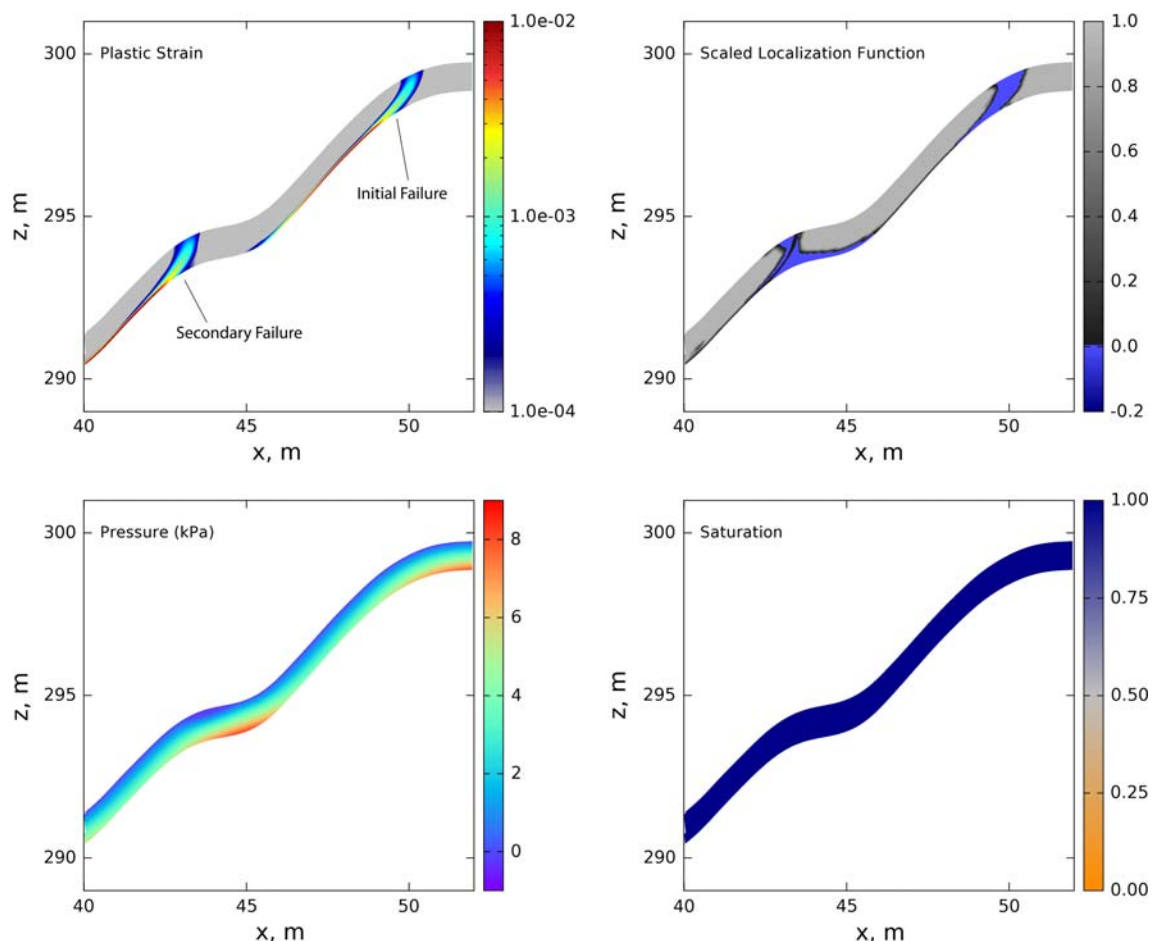 Plastic Strain
300
295
290
z, m
40
45
50
x, m
Initial Failure
Secondary Failure
1.0e-02
1.0e-03
1.0e-04
Scaled Localization Function
300
295
290
z, m
40
45
50
x, m
1.0
0.8
0.6
0.4
0.2
0.0
-0.2
Pressure (kPa)
300
295
290
z, m
40
45
50
x, m
8
6
4
2
0
Saturation
300
295
290
z, m
40
45
50
x, m
1.00
0.75
0.50
0.25
0.00